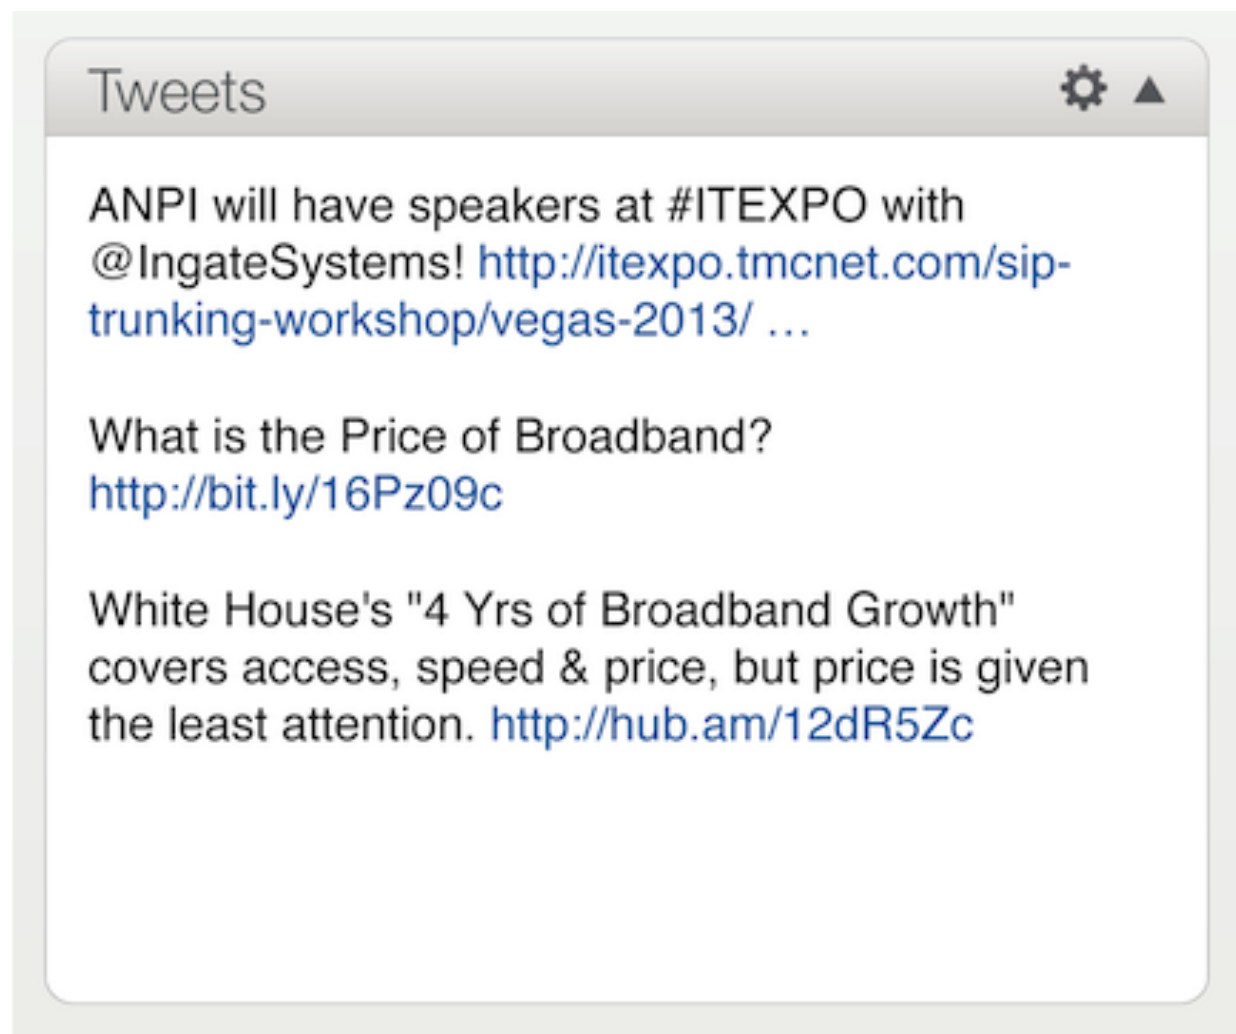 Tweets
ANPI will have speakers at #ITEXPO with
@IngateSystems! http://itexpo.tmcnet.com/sip-
trunking-workshop/vegas-2013/ …
What is the Price of Broadband?
http://bit.ly/16Pz09c
White House's "4 Yrs of Broadband Growth"
covers access, speed & price, but price is given
the least attention. http://hub.am/12dR5Zc